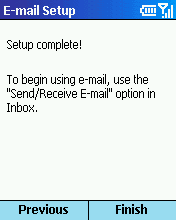 E-mail Setup
Setup complete!
To begin using e-mail, use the
"Send/Receive E-mail" option in
Inbox.
Previous
Finish